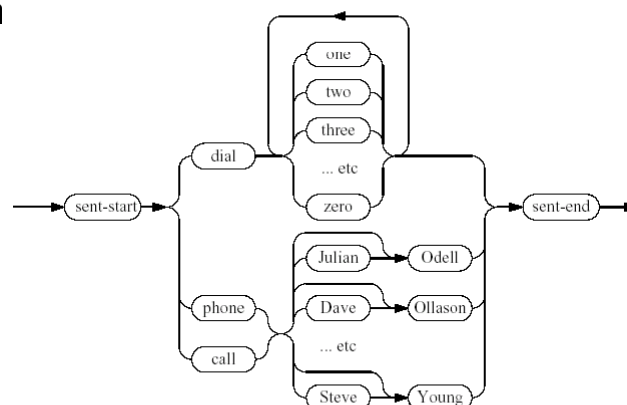 one
two
three
dial
... etc
sent-start
zero
sent-end
Julian Odell
phone
Dave Ollason
... etc
call
Steve Young